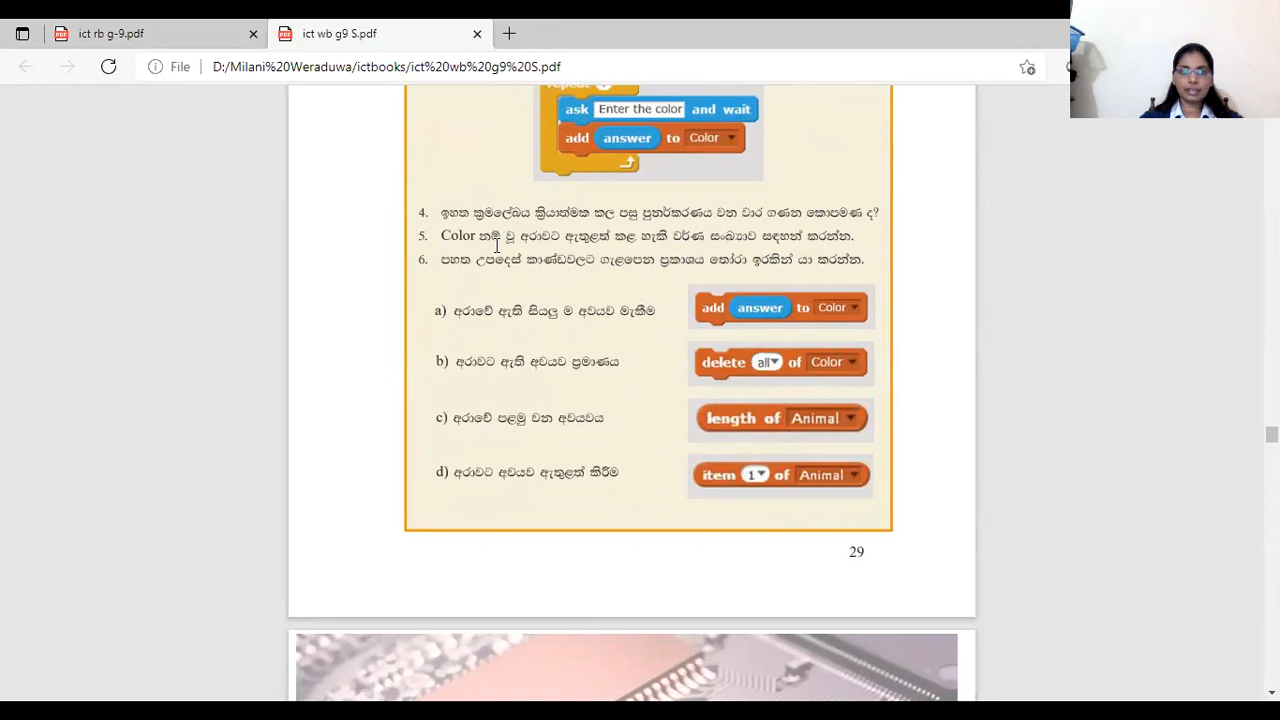 ict rb g-9.pdf
ict wb g9 S.pdf
File D:/Milani%20Weraduwa/ictbooks/ict%20wb%20g9%20S.pdf
repeat
ask Enter the color and wait
add answer to Color
4. ඉහත ක්‍රමලේඛය ක්‍රියාත්මක කල පසු පුනර්කරණය වන වාර ගණන කොපමණ ද?
5. Color නම් වූ අරාවට ඇතුළත් කළ හැකි වර්ණ සංඛ්‍යාව සඳහන් කරන්න.
6. පහත උපදෙස් කාණ්ඩවලට ගැළපෙන ප්‍රකාශය තෝරා ඉරකින් යා කරන්න.
a) අරාවේ ඇති සියලු ම අවයව මැකීම
add answer to Color
b) අරාවට ඇති අවයව ප්‍රමාණය
delete all of Color
c) අරාවේ පළමු වන අවයවය
length of Animal
d) අරාවට අවයව ඇතුළත් කිරීම
item 1 of Animal
29